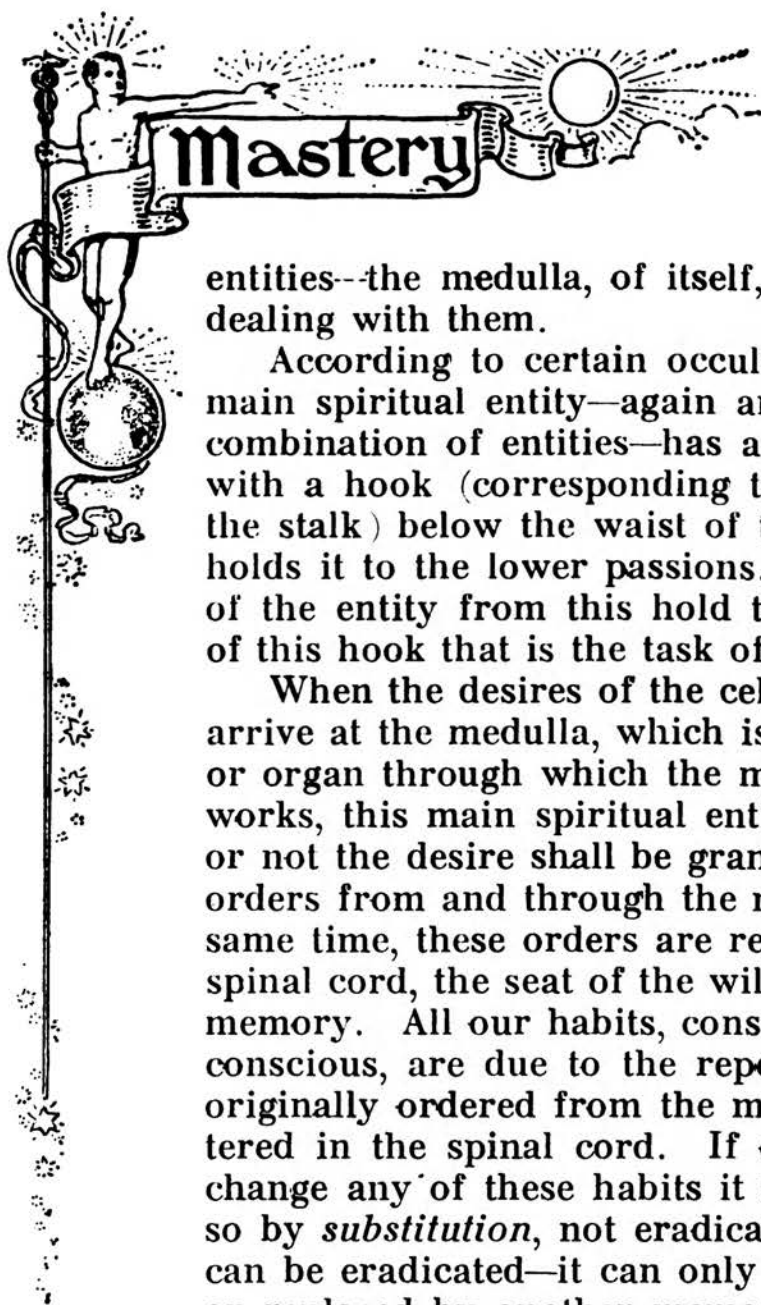 Mastery
entities---the medulla, of itself,
dealing with them.
According to certain occul
main spiritual entity—again an
combination of entities—has a
with a hook (corresponding t
the stalk) below the waist of
holds it to the lower passions.
of the entity from this hold t
of this hook that is the task of
When the desires of the cel
arrive at the medulla, which is
or organ through which the m
works, this main spiritual ent
or not the desire shall be gran
orders from and through the
same time, these orders are re
spinal cord, the seat of the wil
memory. All our habits, cons
conscious, are due to the rep
originally ordered from the m
tered in the spinal cord. If
change any of these habits it
so by substitution, not eradica
can be eradicated—it can only